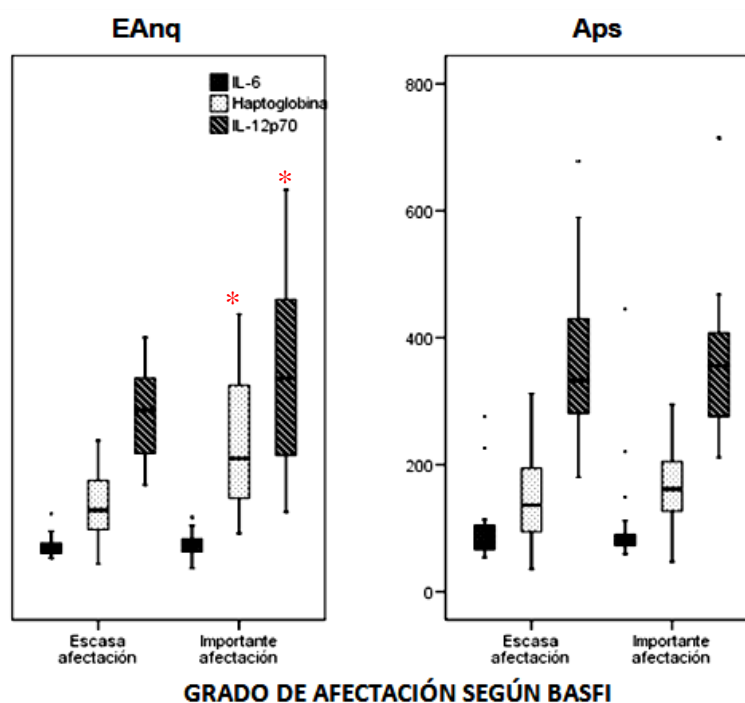 EAnq
Aps
IL-6
Haptoglobina
IL-12p70
*
*
800
600
400
200
0
Escasa
afectación
Importante
afectación
Escasa
afectación
Importante
afectación
GRADO DE AFECTACIÓN SEGÚN BASFI